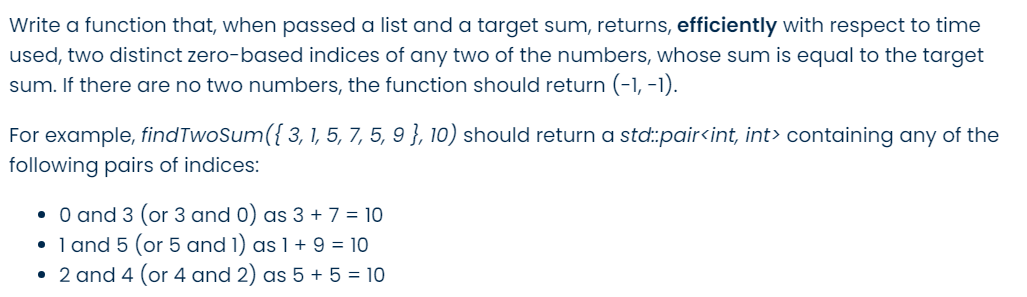 Write a function that, when passed a list and a target sum, returns, efficiently with respect to time
used, two distinct zero-based indices of any two of the numbers, whose sum is equal to the target
sum. If there are no two numbers, the function should return (-1, -1).
For example, findTwoSum({ 3, 1, 5, 7, 5, 9 }, 10) should return a std::pair<int, int> containing any of the
following pairs of indices:
• 0 and 3 (or 3 and 0) as 3 + 7 = 10
• 1 and 5 (or 5 and 1) as 1 + 9 = 10
• 2 and 4 (or 4 and 2) as 5 + 5 = 10